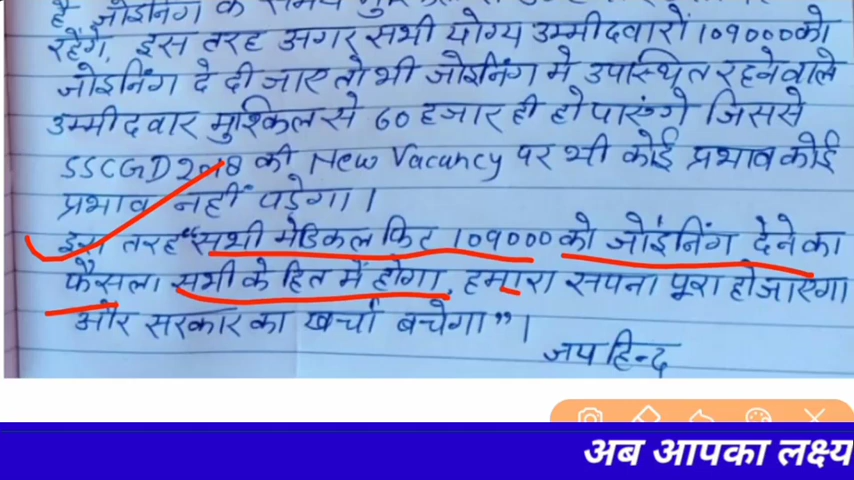 है जोइनिंग के समय
रहेंगे, इस तरह अगर सभी योग्य उम्मीदवारों 109000 को
जोइनिंग दे दी जाए तो भी जोइनिंग मे उपस्थित रहने वाले
उम्मीदवार मुश्किल से 60 हजार ही हो पाएंगे जिससे
SSCGD 2018 की New Vacancy पर भी कोई प्रभाव कोई
प्रभाव नहीं पड़ेगा।
इस तरह "सभी मेडिकल फिट 109000 को जोइंनिंग देने का
फैसला सभी के हित में होगा, हमारा सपना पूरा हो जाएगा
और सरकार का खर्चा बचेगा"।
जय हिन्द
अब आपका लक्ष्य